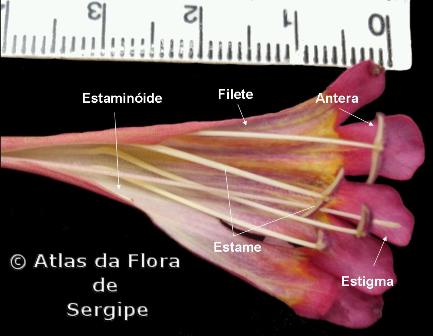 3 2 1 0
Estaminóide
Filete
Antera
Estame
Estigma
© Atlas da Flora
de
Sergipe